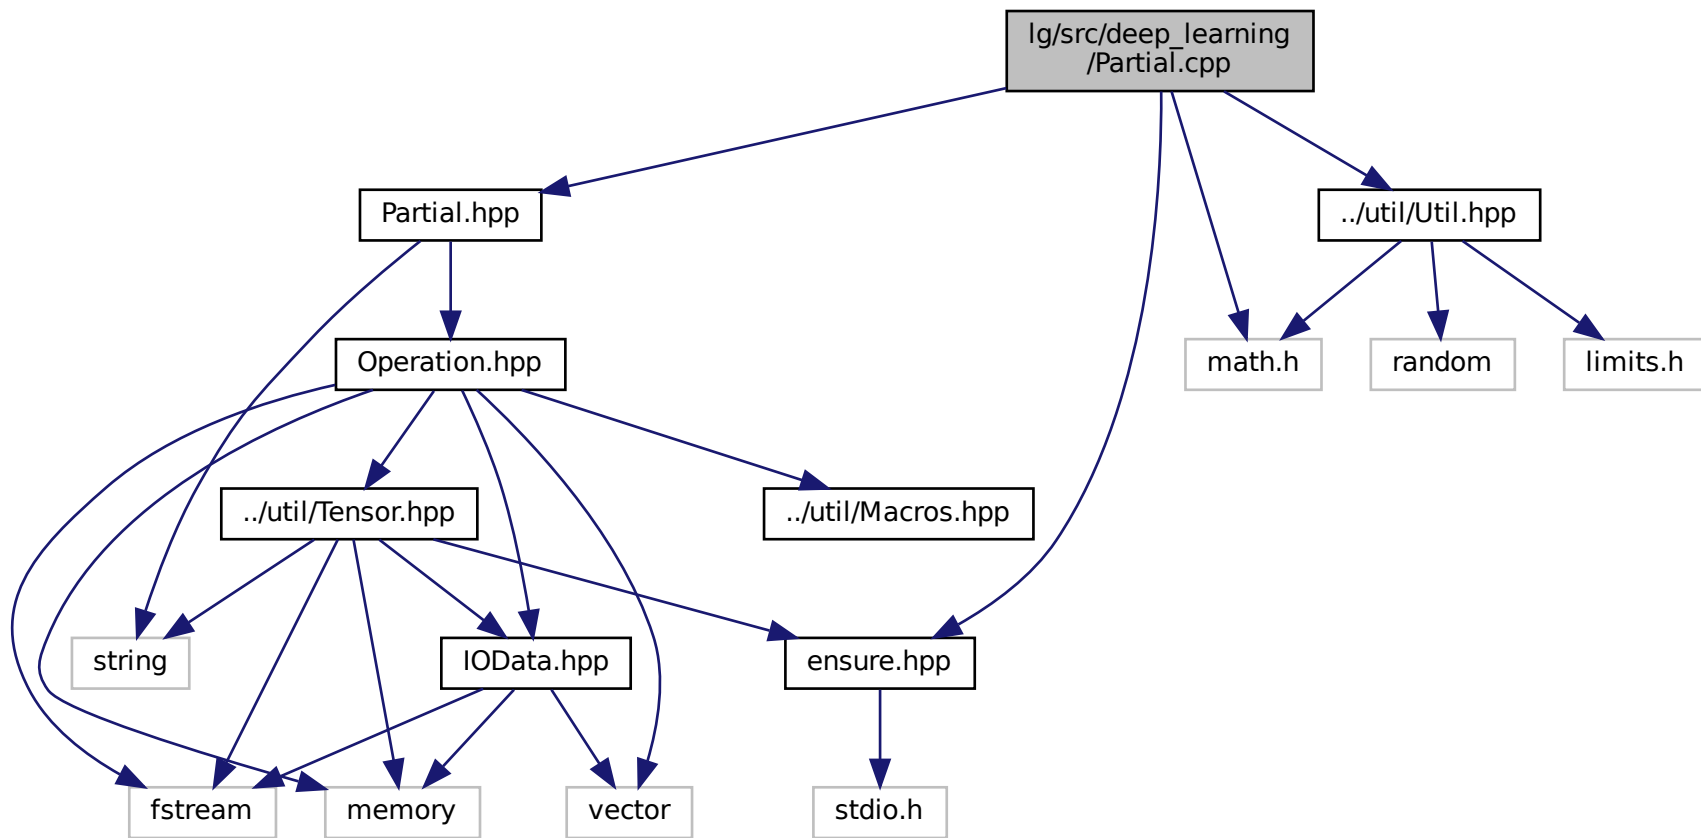 lg/src/deep_learning
/Partial.cpp
Partial.hpp
../util/Util.hpp
Operation.hpp
math.h
random
limits.h
../util/Tensor.hpp
../util/Macros.hpp
string
IOData.hpp
ensure.hpp
fstream
memory
vector
stdio.h